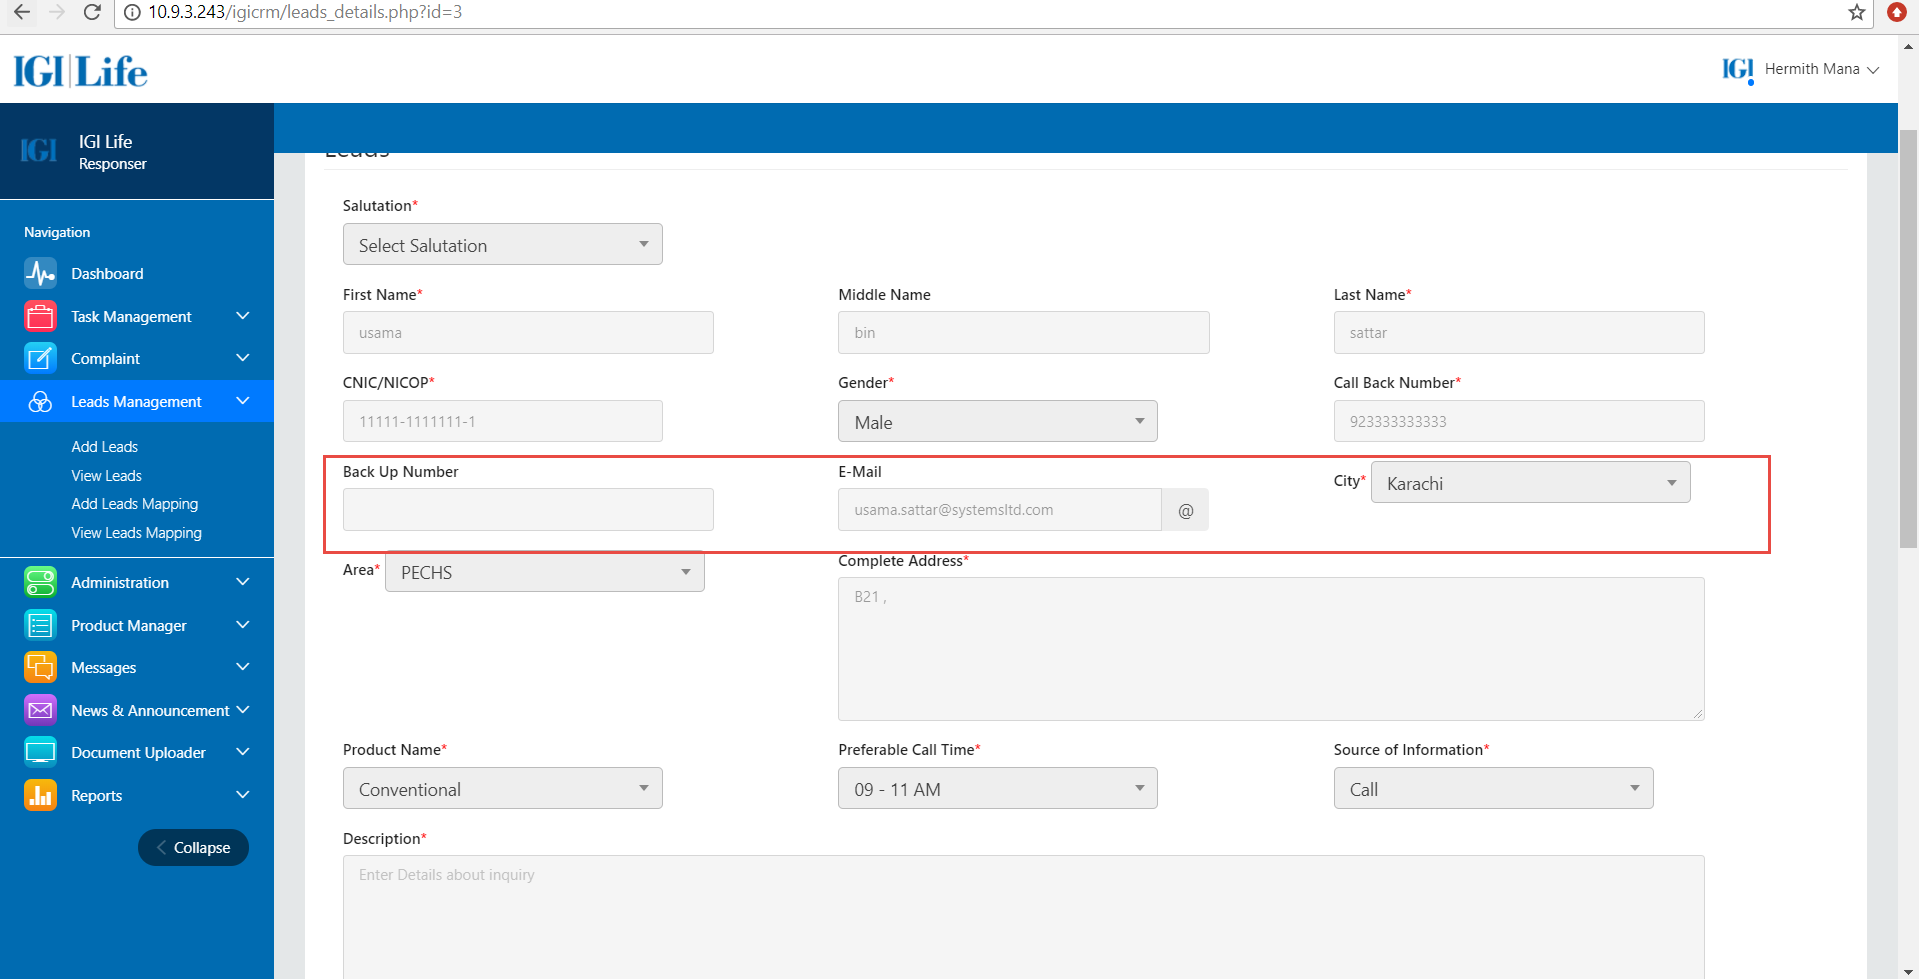 10.9.3.243/igicrm/leads_details.php?id=3
IGI Life
IGI Hermith Mana
IGI IGI Life
Responser
Leads
Navigation
Dashboard
Task Management
Complaint
Leads Management
Add Leads
View Leads
Add Leads Mapping
View Leads Mapping
Administration
Product Manager
Messages
News & Announcement
Document Uploader
Reports
Collapse
Salutation*
Select Salutation
First Name* Middle Name Last Name*
usama bin sattar
CNIC/NICOP* Gender* Call Back Number*
11111-1111111-1 Male 923333333333
Back Up Number E-Mail City* Karachi
usama.sattar@systemsltd.com @
Area* PECHS Complete Address*
B21 ,
Product Name* Preferable Call Time* Source of Information*
Conventional 09 - 11 AM Call
Description*
Enter Details about inquiry